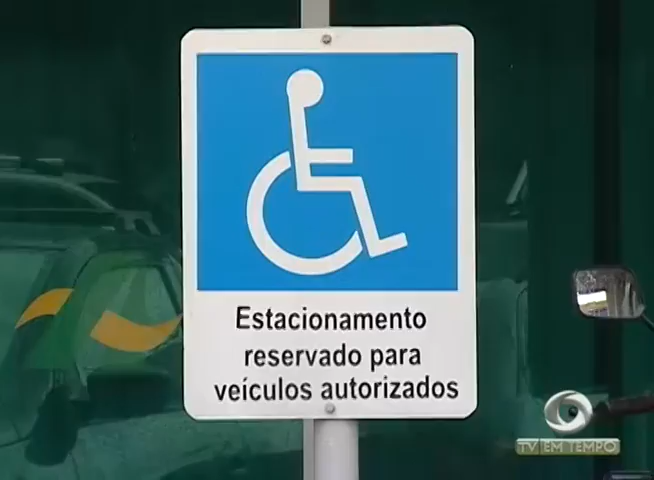 Estacionamento
reservado para
veículos autorizados
TV EM TEMPO